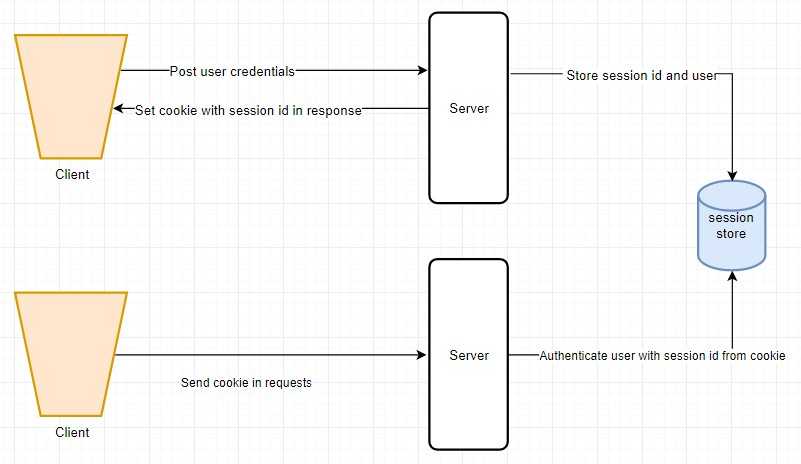 Post user credentials
Store session id and user
Set cookie with session id in response
Server
Client
session
store
Server
Authenticate user with session id from cookie
Send cookie in requests
Client